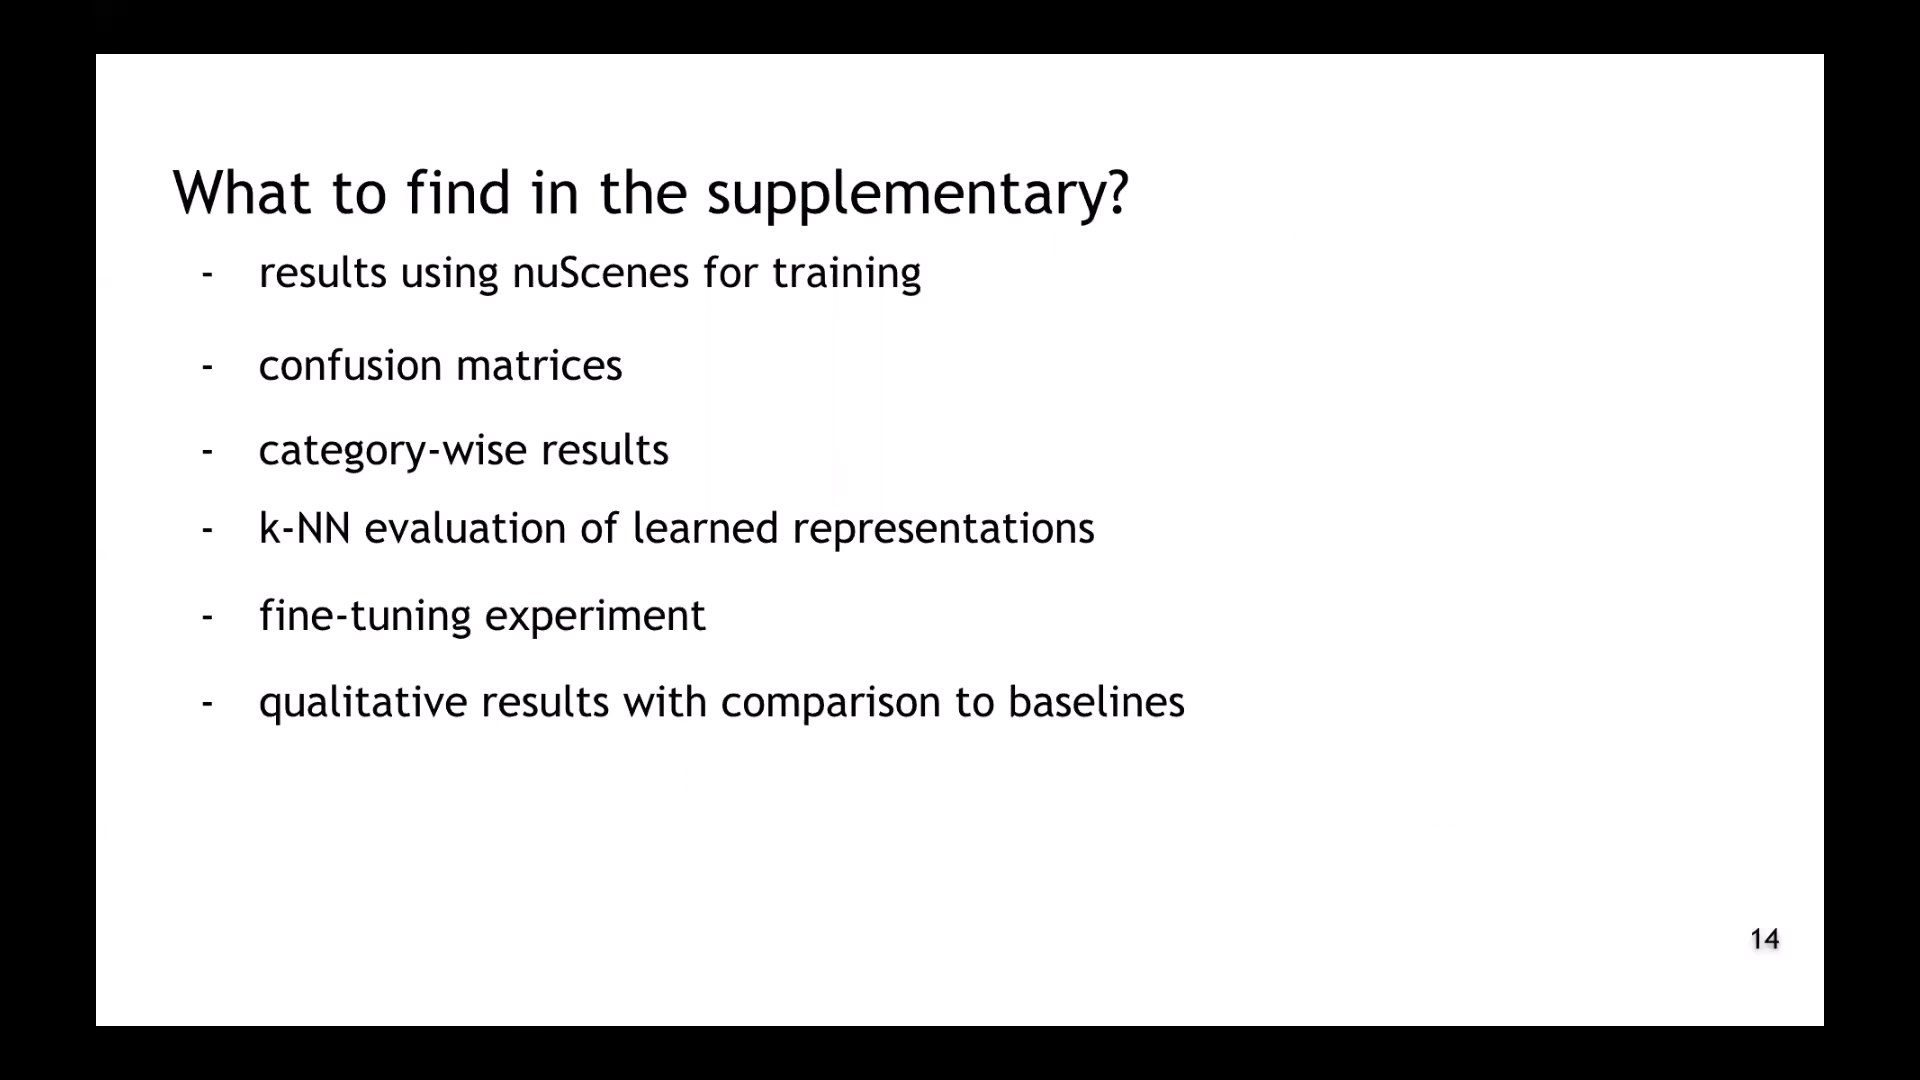 What to find in the supplementary?
- results using nuScenes for training
- confusion matrices
- category-wise results
- k-NN evaluation of learned representations
- fine-tuning experiment
- qualitative results with comparison to baselines
14